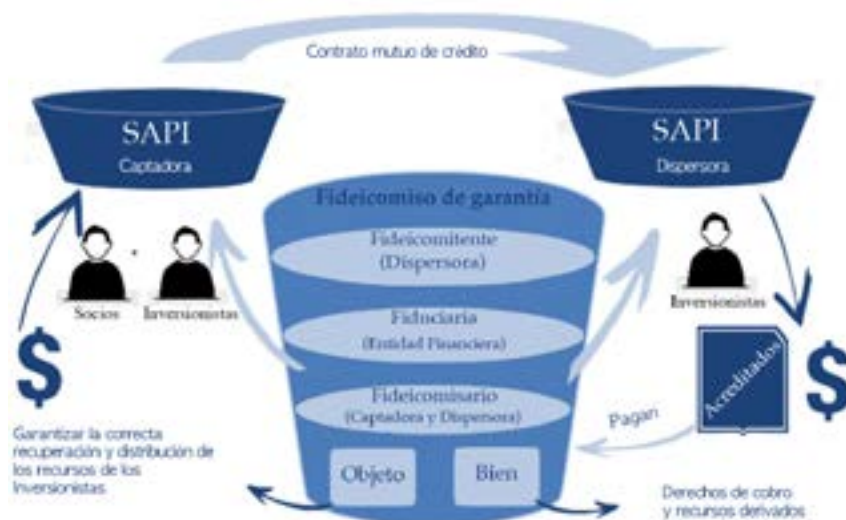 Contrato mutuo de crédito
SAPI
Captadora
SAPI
Dispersora
Fideicomiso de garantía
Fideicomitente
(Dispersora)
Fiduciaria
(Entidad Financiera)
Fideicomisario
(Captadora y Dispersora)
Objeto
Bien
Socios
Inversionistas
$
Garantizar la correcta
recuperación y distribución de
los recursos de los
Inversionistas.
Inversionistas
Acreditados
$
Pagan
Derechos de cobro
y recursos derivados